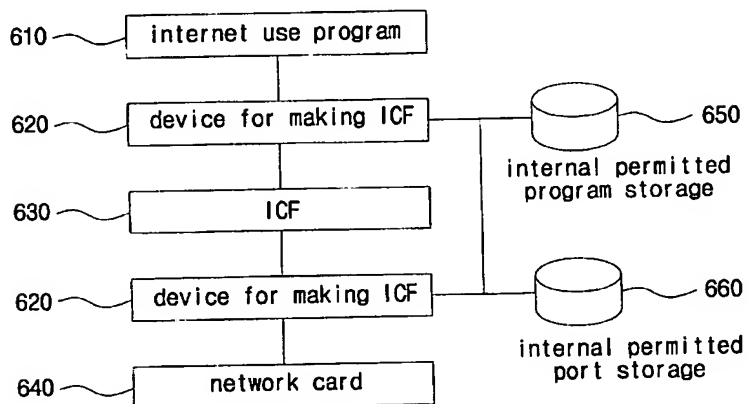 610
internet use program
620
device for making ICF
650
internal permitted
program storage
630
ICF
620
device for making ICF
660
internal permitted
port storage
640
network card